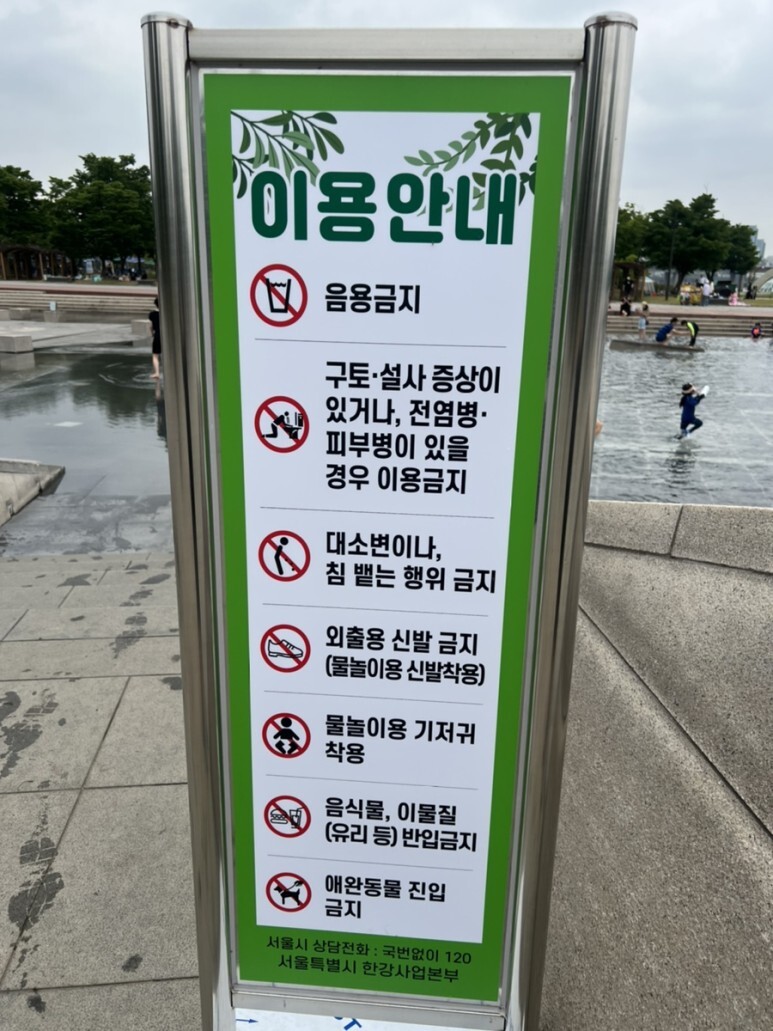 이용안내
음용금지
구토·설사 증상이
있거나, 전염병·
피부병이 있을
경우 이용금지
대소변이나,
침 뱉는 행위 금지
외출용 신발 금지
(물놀이용 신발착용)
물놀이용 기저귀
착용
음식물, 이물질
(유리 등) 반입금지
애완동물 진입
금지
서울시 상담전화 : 국번없이 120
서울특별시 한강사업본부